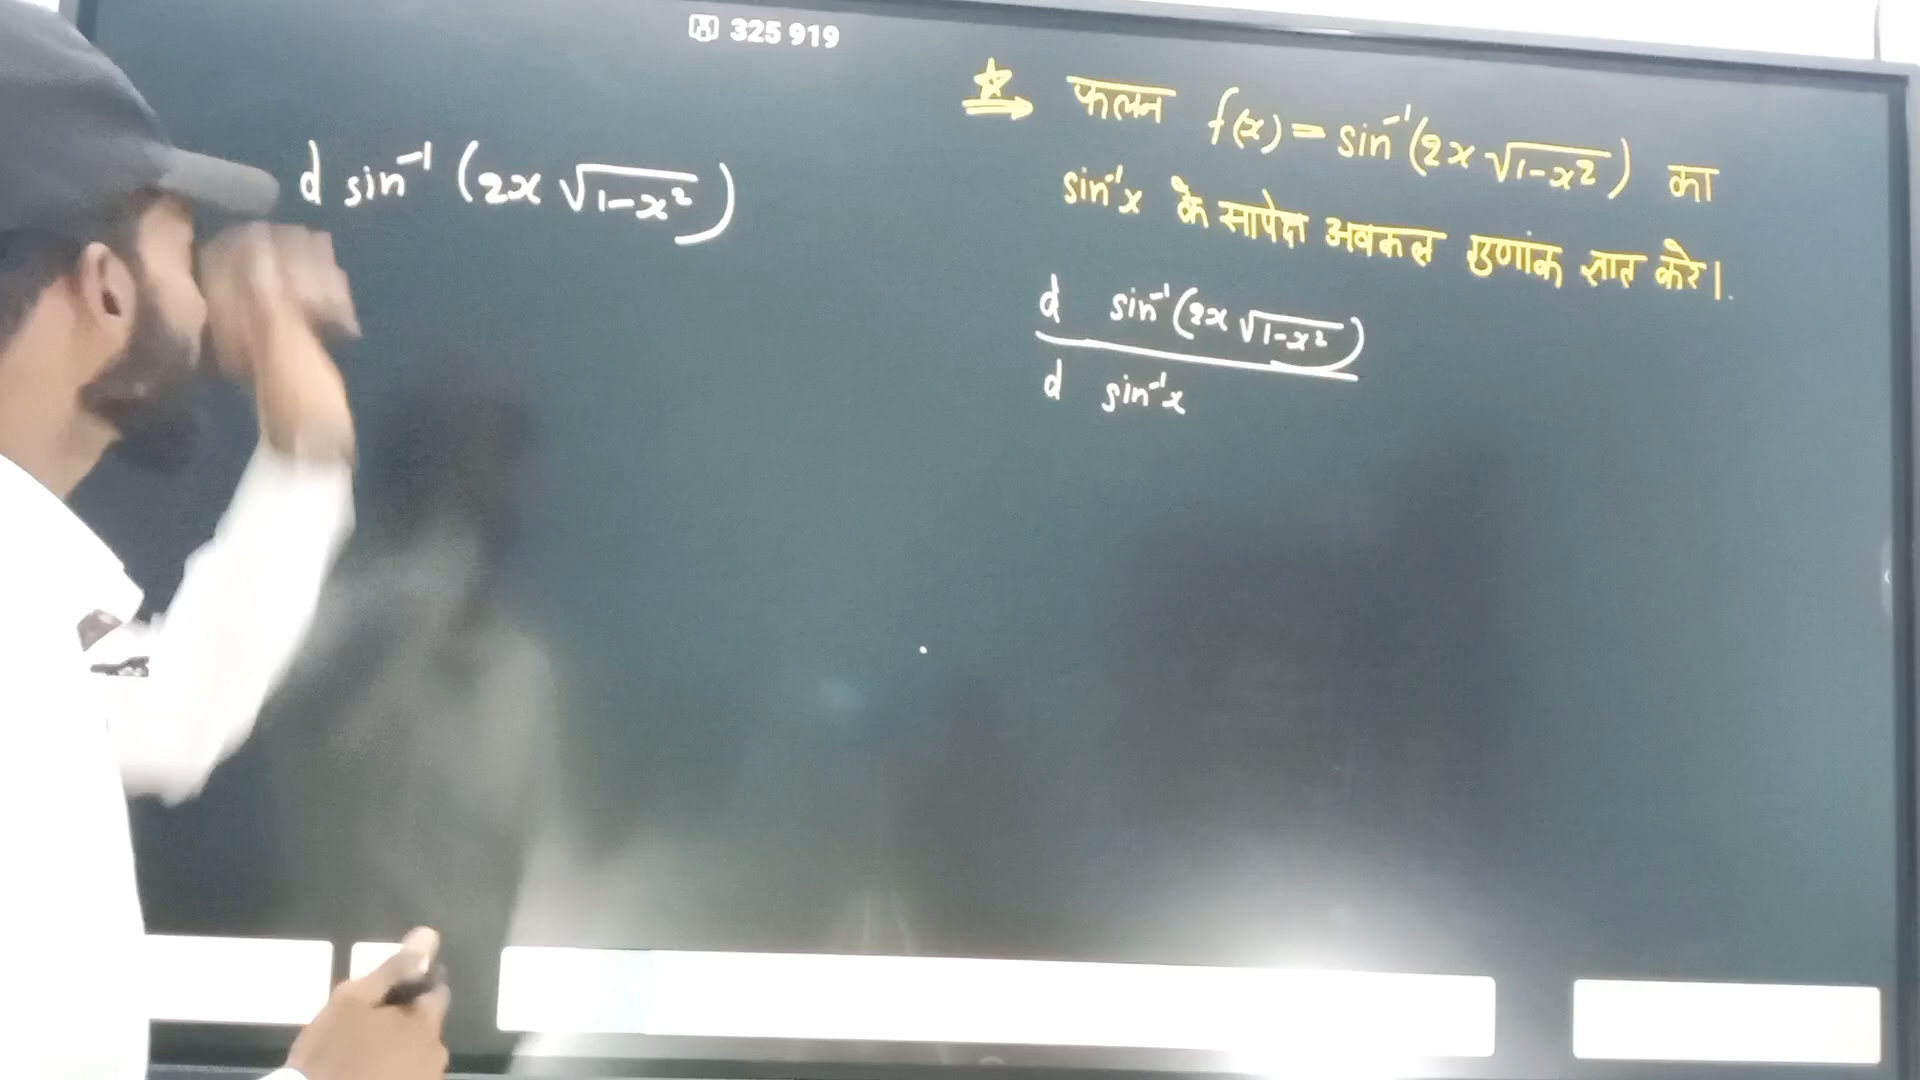 325 919
फलन f(x) = sin⁻¹(2x √1-x²) का
sin⁻¹x के सापेक्ष अवकल गुणांक ज्ञात करे।
d sin⁻¹(2x √1-x²)
d sin⁻¹x
d sin⁻¹ (2x √1-x²)